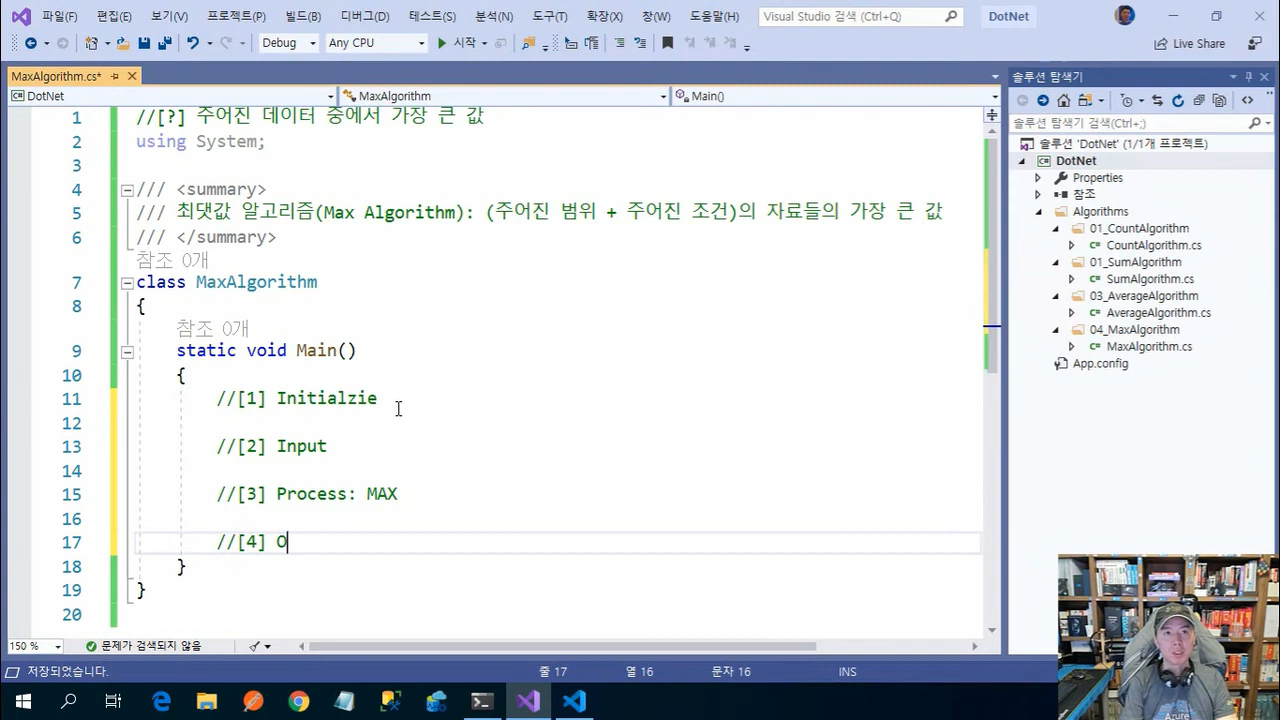 파일(F) 편집(E) 보기(V) 프로젝트(P) 빌드(B) 디버그(D) 테스트(S) 분석(N) 도구(T) 확장(X) 창(W) 도움말(H) Visual Studio 검색 (Ctrl+Q) DotNet
Debug Any CPU 시작 Live Share
MaxAlgorithm.cs*
DotNet MaxAlgorithm Main()
1 //[?] 주어진 데이터 중에서 가장 큰 값
2 using System;
3
4 /// <summary>
5 /// 최댓값 알고리즘(Max Algorithm): (주어진 범위 + 주어진 조건)의 자료들의 가장 큰 값
6 /// </summary>
참조 0개
7 class MaxAlgorithm
8 {
참조 0개
9 static void Main()
10 {
11 //[1] Initialzie
12
13 //[2] Input
14
15 //[3] Process: MAX
16
17 //[4] O
18 }
19 }
20
150 % 문제가 검색되지 않음
저장되었습니다. 줄 17 열 16 문자 16 INS
솔루션 탐색기
솔루션 탐색기 검색(Ctrl+;)
솔루션 'DotNet' (1/1개 프로젝트)
DotNet
Properties
참조
Algorithms
01_CountAlgorithm
CountAlgorithm.cs
01_SumAlgorithm
SumAlgorithm.cs
03_AverageAlgorithm
AverageAlgorithm.cs
04_MaxAlgorithm
MaxAlgorithm.cs
App.config
Azure